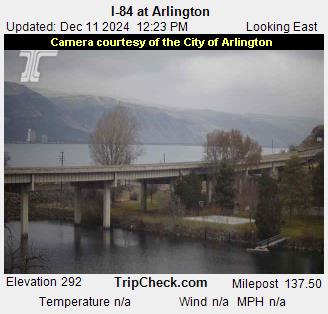 I-84 at Arlington
Updated: Dec 11 2024 12:23 PM Looking East
Camera courtesy of the City of Arlington
Elevation 292 TripCheck.com Milepost 137.50
Temperature n/a Wind n/a MPH n/a